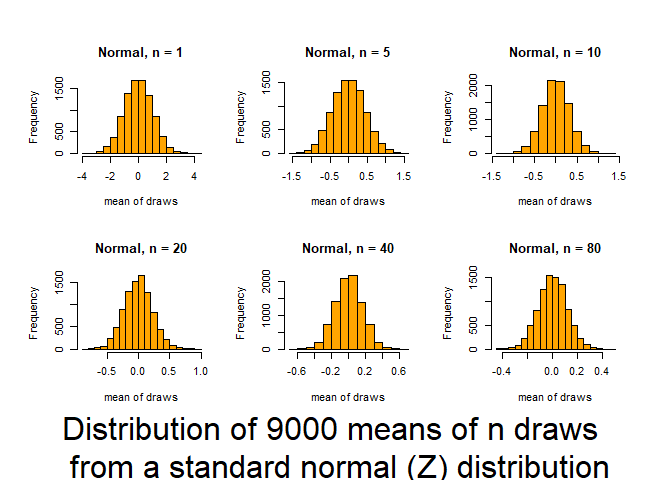 Normal, n = 1
Frequency
0
500
1500
-4 -2 0 2 4
mean of draws
Normal, n = 5
Frequency
0
500
1500
-1.5 -0.5 0.5 1.5
mean of draws
Normal, n = 10
Frequency
0
1000
2000
-1.5 -0.5 0.5 1.5
mean of draws
Normal, n = 20
Frequency
0
500
1500
-0.5 0.0 0.5 1.0
mean of draws
Normal, n = 40
Frequency
0
1000
2000
-0.6 -0.2 0.2 0.6
mean of draws
Normal, n = 80
Frequency
0
500
1500
-0.4 0.0 0.4
mean of draws
Distribution of 9000 means of n draws
from a standard normal (Z) distribution